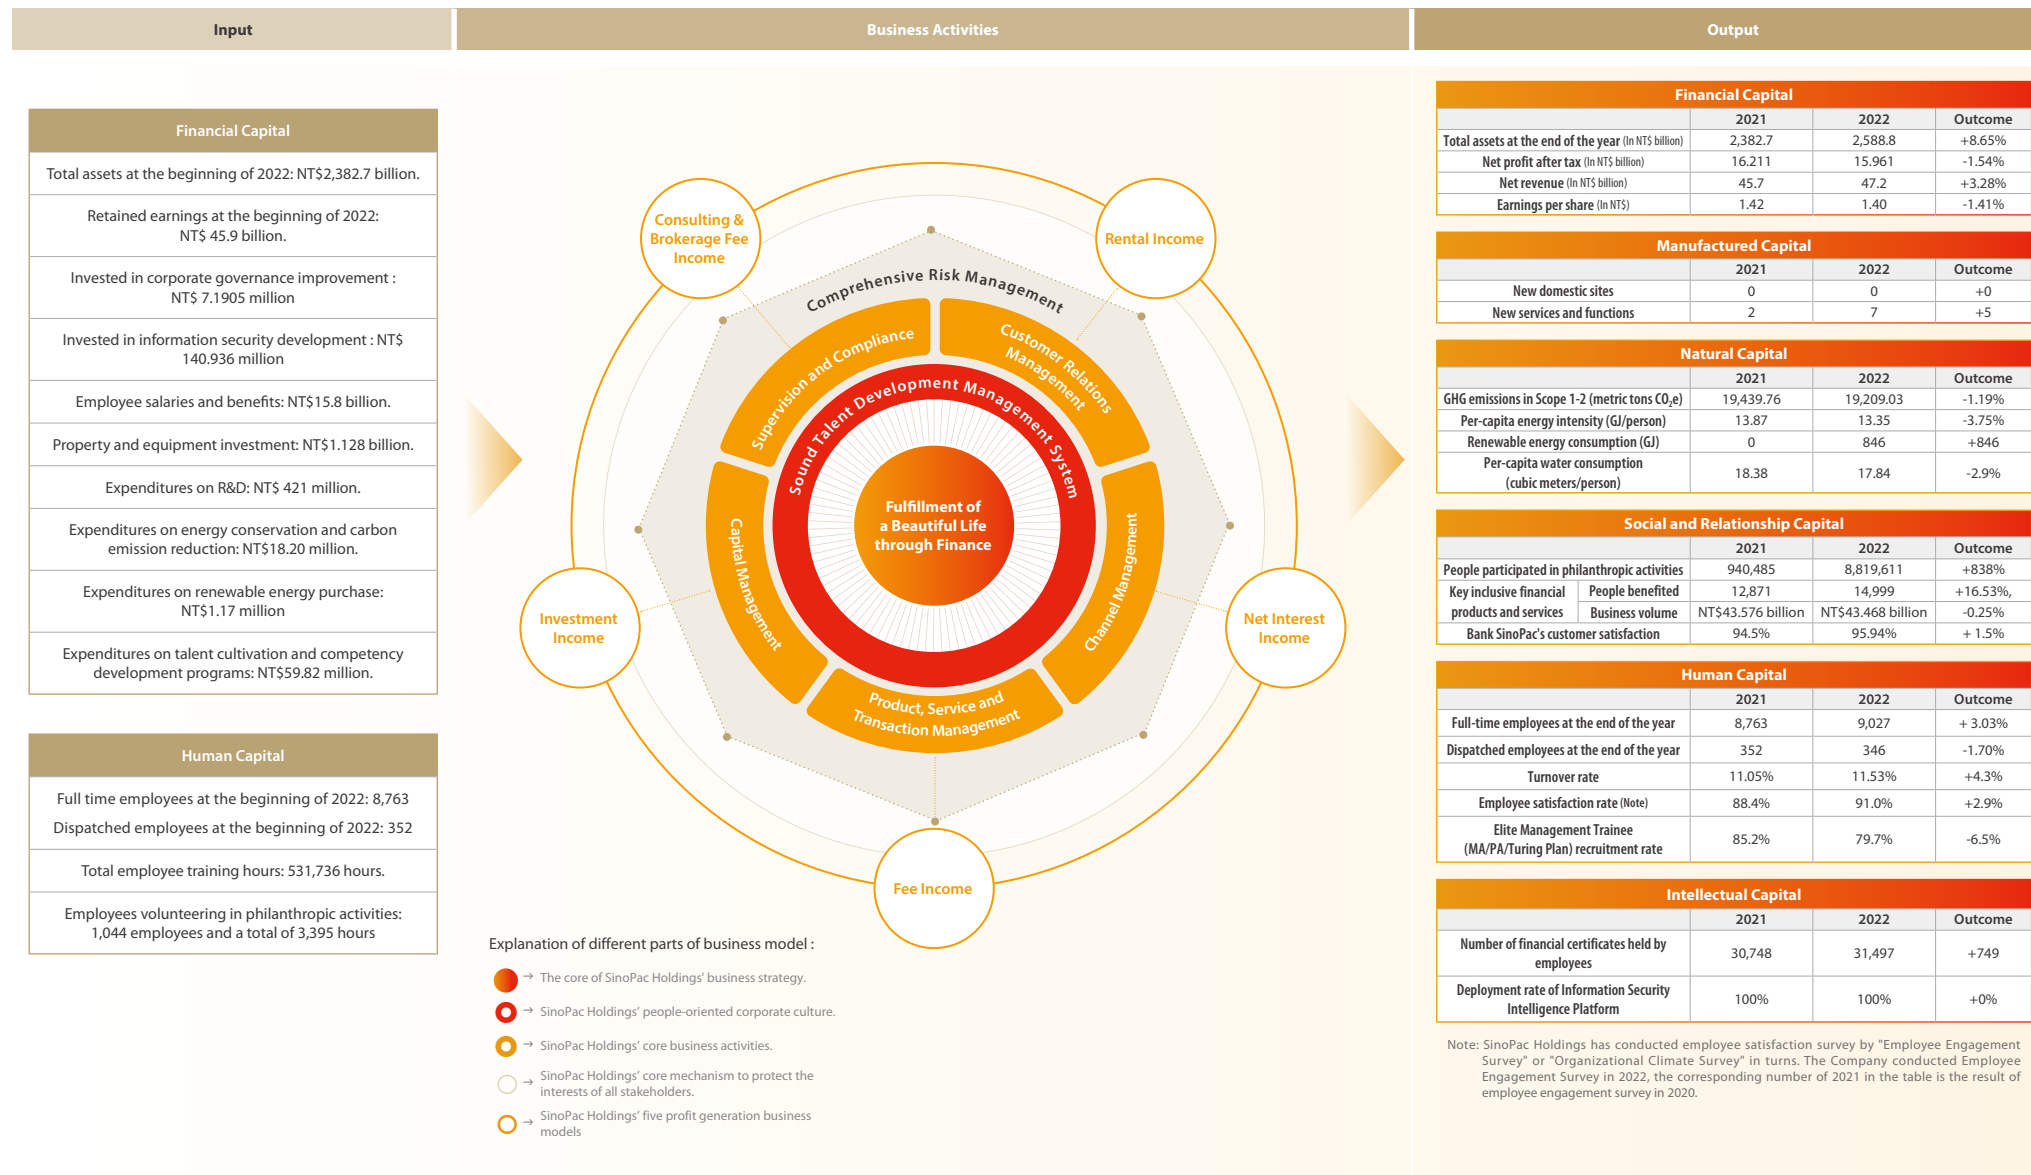 Input
Business Activities
Output
Financial Capital
Total assets at the beginning of 2022: NT$2,382.7 billion.
Retained earnings at the beginning of 2022:
NT$ 45.9 billion.
Invested in corporate governance improvement :
NT$ 7.1905 million
Invested in information security development : NT$
140.936 million
Employee salaries and benefits: NT$15.8 billion.
Property and equipment investment: NT$1.128 billion.
Expenditures on R&D: NT$ 421 million.
Expenditures on energy conservation and carbon
emission reduction: NT$18.20 million.
Expenditures on renewable energy purchase:
NT$1.17 million
Expenditures on talent cultivation and competency
development programs: NT$59.82 million.
Human Capital
Full time employees at the beginning of 2022: 8,763
Dispatched employees at the beginning of 2022: 352
Total employee training hours: 531,736 hours.
Employees volunteering in philanthropic activities:
1,044 employees and a total of 3,395 hours
Consulting &
Brokerage Fee
Income
Rental Income
Comprehensive Risk Management
Supervision and Compliance
Customer Relations
Management
Sound Talent Development Management System
Fulfillment of
a Beautiful Life
through Finance
Capital Management
Channel Management
Investment
Income
Net Interest
Income
Product, Service and
Transaction Management
Fee Income
Explanation of different parts of business model :
→ The core of SinoPac Holdings' business strategy.
→ SinoPac Holdings' people-oriented corporate culture.
→ SinoPac Holdings' core business activities.
→ SinoPac Holdings' core mechanism to protect the
interests of all stakeholders.
→ SinoPac Holdings' five profit generation business
models
Financial Capital
2021 2022 Outcome
Total assets at the end of the year (In NT$ billion) 2,382.7 2,588.8 +8.65%
Net profit after tax (In NT$ billion) 16.211 15.961 -1.54%
Net revenue (In NT$ billion) 45.7 47.2 +3.28%
Earnings per share (In NT$) 1.42 1.40 -1.41%
Manufactured Capital
2021 2022 Outcome
New domestic sites 0 0 +0
New services and functions 2 7 +5
Natural Capital
2021 2022 Outcome
GHG emissions in Scope 1-2 (metric tons CO₂e) 19,439.76 19,209.03 -1.19%
Per-capita energy intensity (GJ/person) 13.87 13.35 -3.75%
Renewable energy consumption (GJ) 0 846 +846
Per-capita water consumption
(cubic meters/person) 18.38 17.84 -2.9%
Social and Relationship Capital
2021 2022 Outcome
People participated in philanthropic activities 940,485 8,819,611 +838%
Key inclusive financial People benefited 12,871 14,999 +16.53%,
products and services Business volume NT$43.576 billion NT$43.468 billion -0.25%
Bank SinoPac's customer satisfaction 94.5% 95.94% + 1.5%
Human Capital
2021 2022 Outcome
Full-time employees at the end of the year 8,763 9,027 + 3.03%
Dispatched employees at the end of the year 352 346 -1.70%
Turnover rate 11.05% 11.53% +4.3%
Employee satisfaction rate (Note) 88.4% 91.0% +2.9%
Elite Management Trainee
(MA/PA/Turing Plan) recruitment rate 85.2% 79.7% -6.5%
Intellectual Capital
2021 2022 Outcome
Number of financial certificates held by
employees 30,748 31,497 +749
Deployment rate of Information Security
Intelligence Platform 100% 100% +0%
Note: SinoPac Holdings has conducted employee satisfaction survey by "Employee Engagement
Survey" or "Organizational Climate Survey" in turns. The Company conducted Employee
Engagement Survey in 2022, the corresponding number of 2021 in the table is the result of
employee engagement survey in 2020.